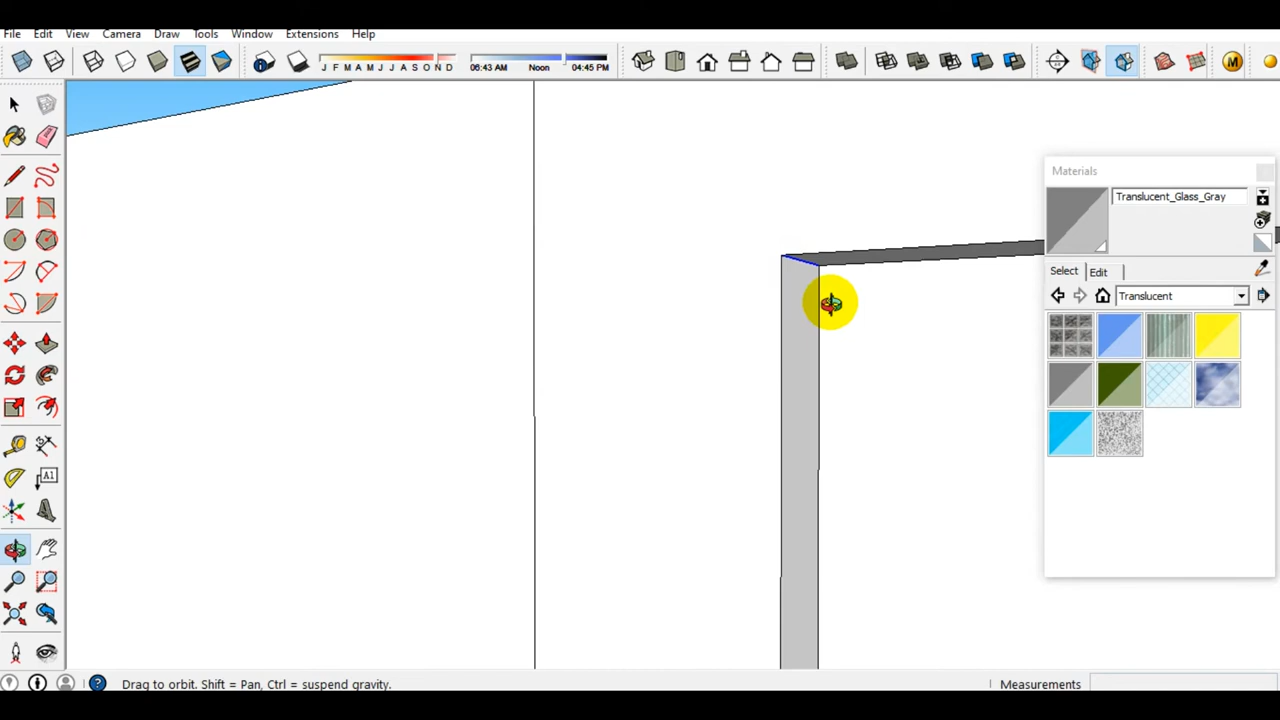 File Edit View Camera Draw Tools Window Extensions Help
J F M A M J J A S O N D 06:43 AM Noon 04:45 PM
M
Materials
Translucent_Glass_Gray
Select Edit
Translucent
A1
Drag to orbit. Shift = Pan, Ctrl = suspend gravity. Measurements